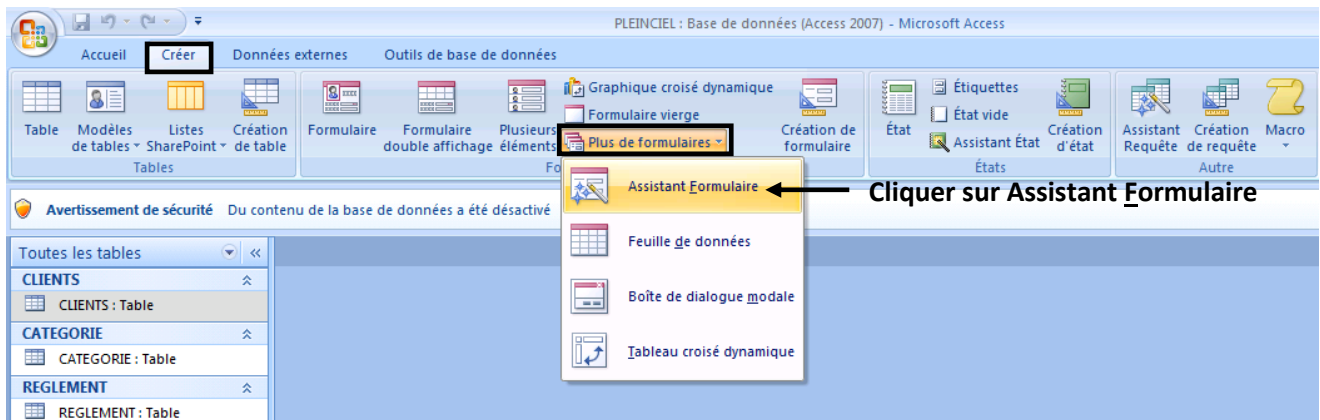 PLEINCIEL : Base de données (Access 2007) - Microsoft Access
Accueil Créer Données externes Outils de base de données
Table
Modèles de tables
Listes SharePoint
Création de table
Tables
Formulaire
Formulaire double affichage
Plusieurs éléments
Graphique croisé dynamique
Formulaire vierge
Plus de formulaires
Création de formulaire
Fo
État
Étiquettes
État vide
Assistant État
Création d'état
États
Assistant Requête
Création de requête
Macro
Autre
Assistant Formulaire
Cliquer sur Assistant Formulaire
Feuille de données
Boîte de dialogue modale
Tableau croisé dynamique
Avertissement de sécurité Du contenu de la base de données a été désactivé
Toutes les tables
CLIENTS
CLIENTS : Table
CATEGORIE
CATEGORIE : Table
REGLEMENT
REGLEMENT : Table